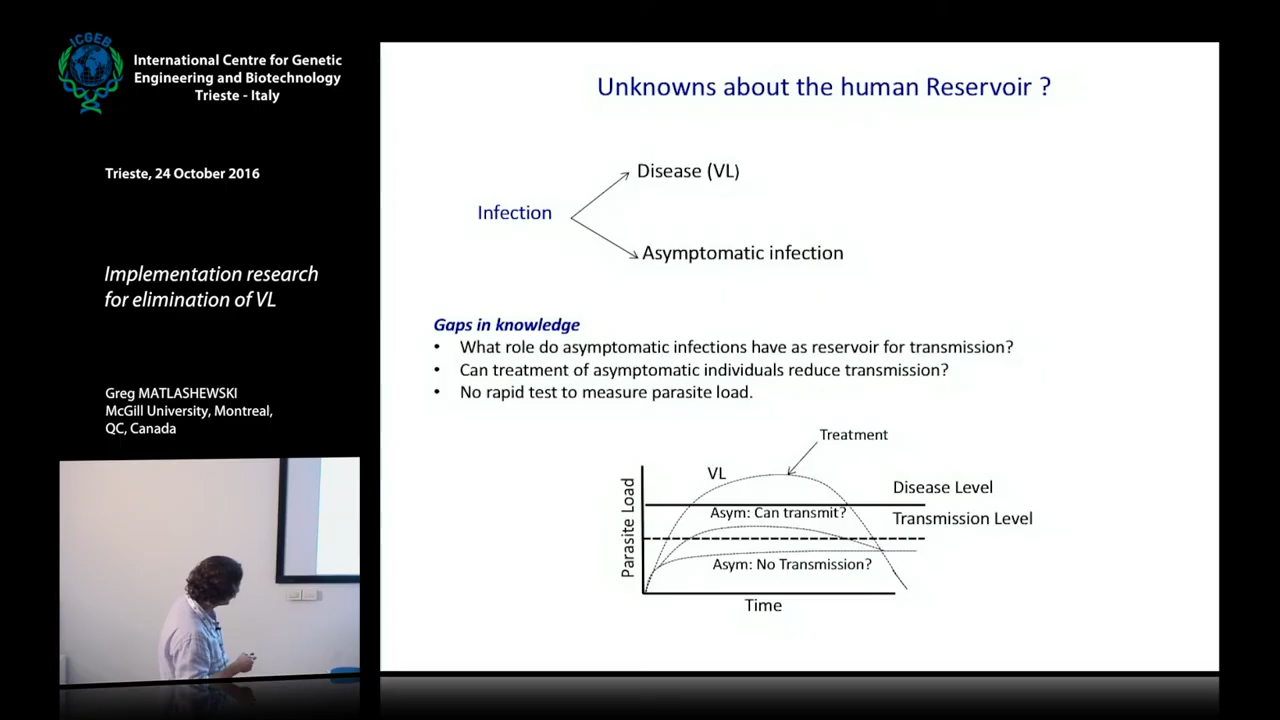 ICGEB
International Centre for Genetic
Engineering and Biotechnology
Trieste - Italy
Trieste, 24 October 2016
Implementation research
for elimination of VL
Greg MATLASHEWSKI
McGill University, Montreal,
QC, Canada
Unknowns about the human Reservoir ?
Disease (VL)
Infection
Asymptomatic infection
Gaps in knowledge
• What role do asymptomatic infections have as reservoir for transmission?
• Can treatment of asymptomatic individuals reduce transmission?
• No rapid test to measure parasite load.
Treatment
VL
Disease Level
Asym: Can transmit?
Transmission Level
Asym: No Transmission?
Parasite Load
Time